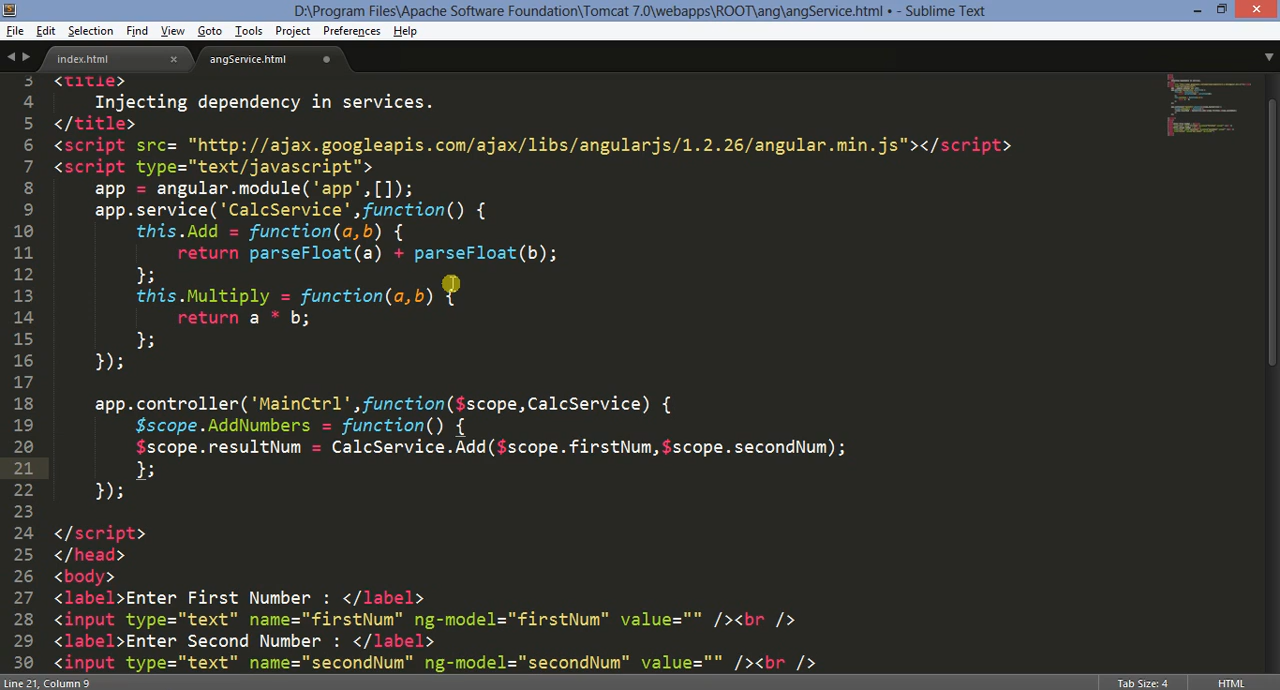 D:\Program Files\Apache Software Foundation\Tomcat 7.0\webapps\ROOT\ang\angService.html • - Sublime Text
File Edit Selection Find View Goto Tools Project Preferences Help
index.html × angService.html
3 <title>
4 Injecting dependency in services.
5 </title>
6 <script src= "http://ajax.googleapis.com/ajax/libs/angularjs/1.2.26/angular.min.js"></script>
7 <script type="text/javascript">
8 app = angular.module('app',[]);
9 app.service('CalcService',function() {
10 this.Add = function(a,b) {
11 return parseFloat(a) + parseFloat(b);
12 };
13 this.Multiply = function(a,b) {
14 return a * b;
15 };
16 });
17
18 app.controller('MainCtrl',function($scope,CalcService) {
19 $scope.AddNumbers = function() {
20 $scope.resultNum = CalcService.Add($scope.firstNum,$scope.secondNum);
21 };
22 });
23
24 </script>
25 </head>
26 <body>
27 <label>Enter First Number : </label>
28 <input type="text" name="firstNum" ng-model="firstNum" value="" /><br />
29 <label>Enter Second Number : </label>
30 <input type="text" name="secondNum" ng-model="secondNum" value="" /><br />
Line 21, Column 9 Tab Size: 4 HTML